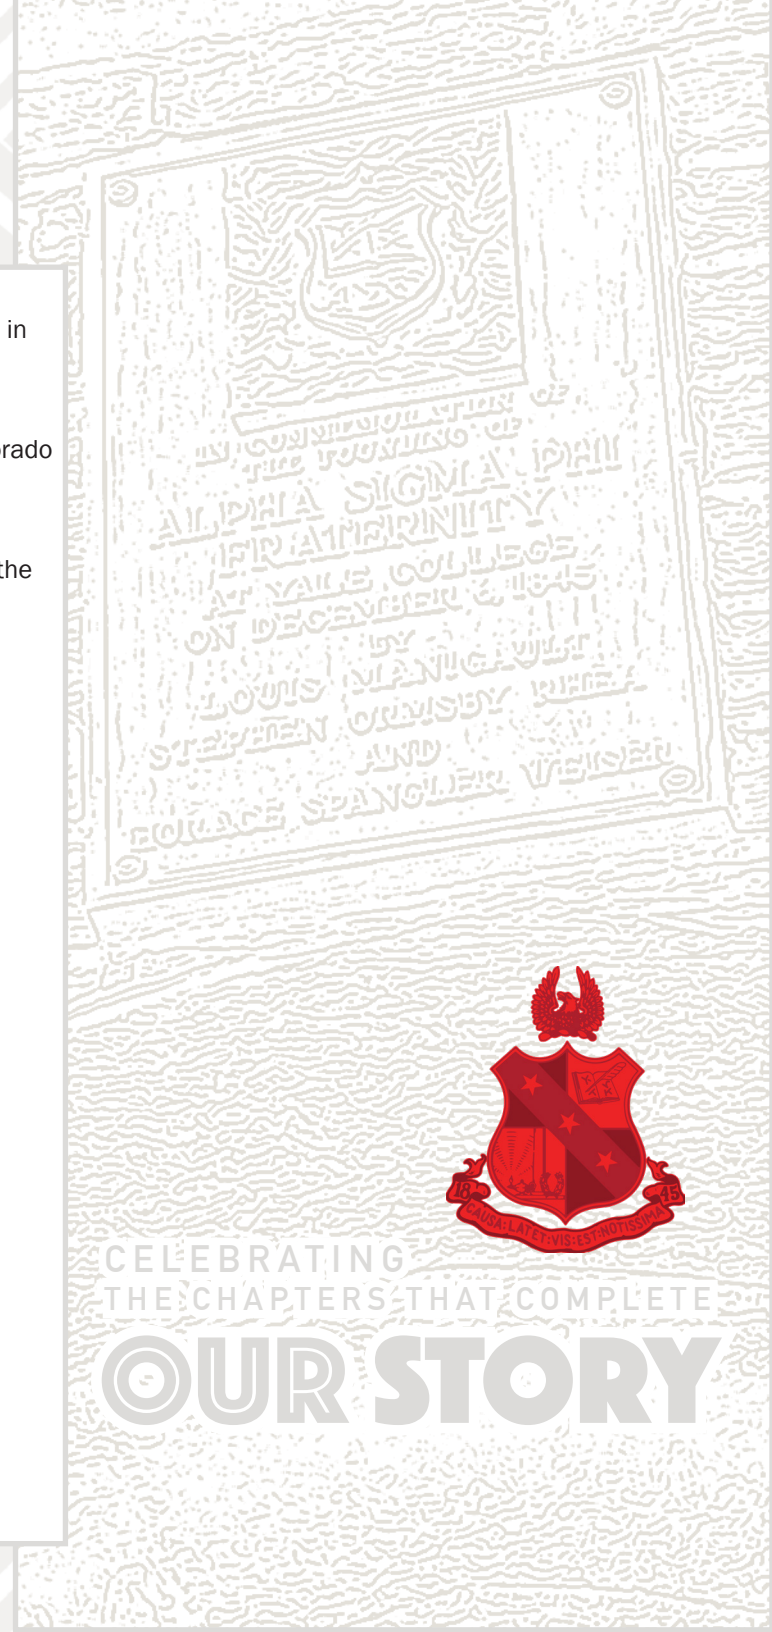 in
orado
the
IN COMMEMORATION OF
THE FOUNDING OF
ALPHA SIGMA PHI
FRATERNITY
AT YALE COLLEGE
ON DECEMBER 6, 1845
BY
LOUIS MANIGAULT
STEPHEN ORMSBY RHEA
AND
HORACE SPANGLER WEISER
18 45
CAUSA:LATET:VIS:EST:NOTISSIMA
CELEBRATING
THE CHAPTERS THAT COMPLETE
OUR STORY